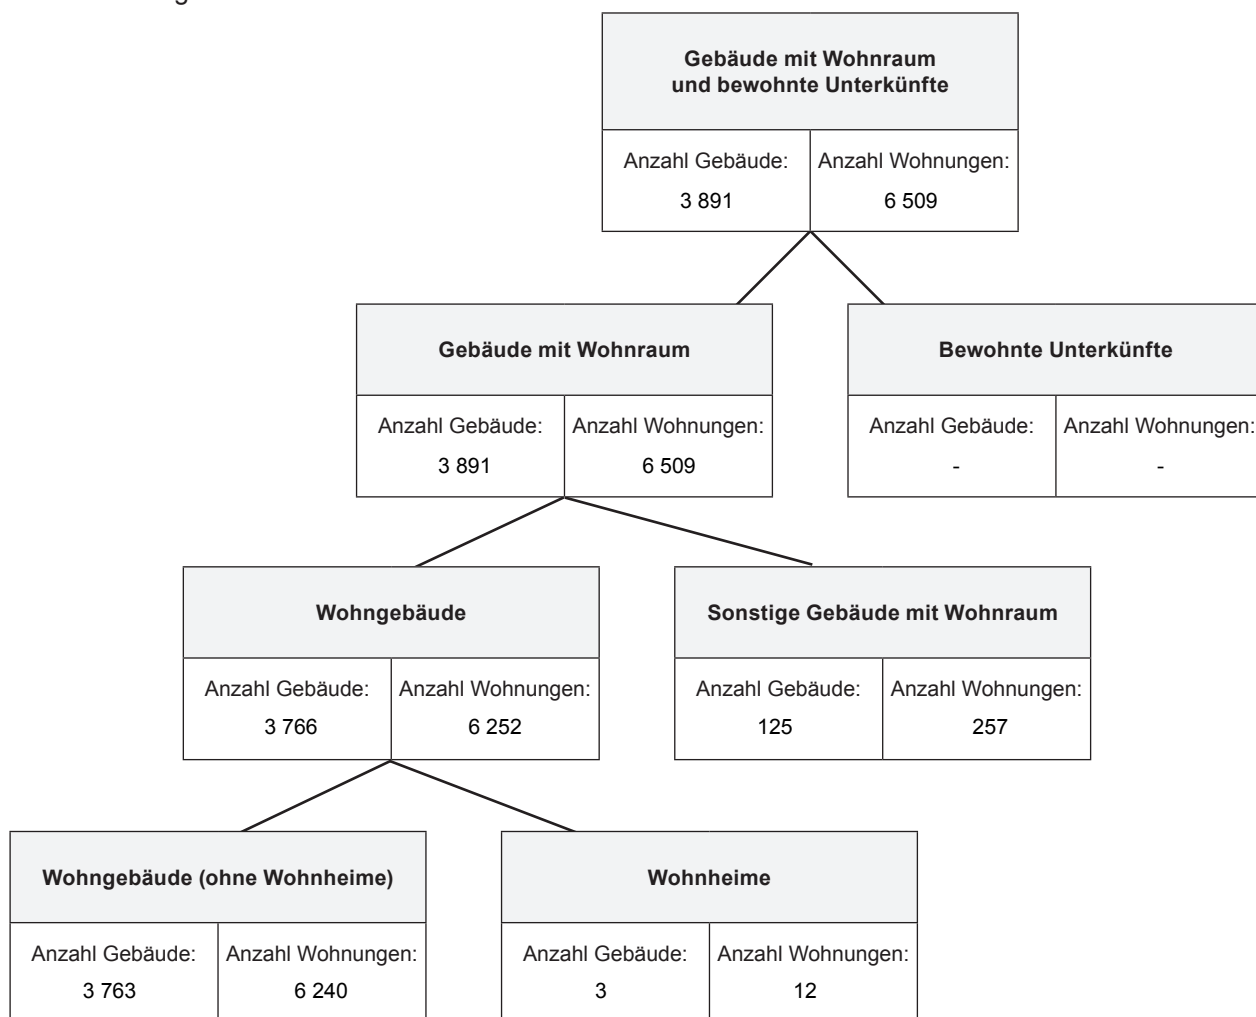 Gebäude mit Wohnraum
und bewohnte Unterkünfte
Anzahl Gebäude: Anzahl Wohnungen:
3 891 6 509
Gebäude mit Wohnraum
Anzahl Gebäude: Anzahl Wohnungen:
3 891 6 509
Bewohnte Unterkünfte
Anzahl Gebäude: Anzahl Wohnungen:
- -
Wohngebäude
Anzahl Gebäude: Anzahl Wohnungen:
3 766 6 252
Sonstige Gebäude mit Wohnraum
Anzahl Gebäude: Anzahl Wohnungen:
125 257
Wohngebäude (ohne Wohnheime)
Anzahl Gebäude: Anzahl Wohnungen:
3 763 6 240
Wohnheime
Anzahl Gebäude: Anzahl Wohnungen:
3 12